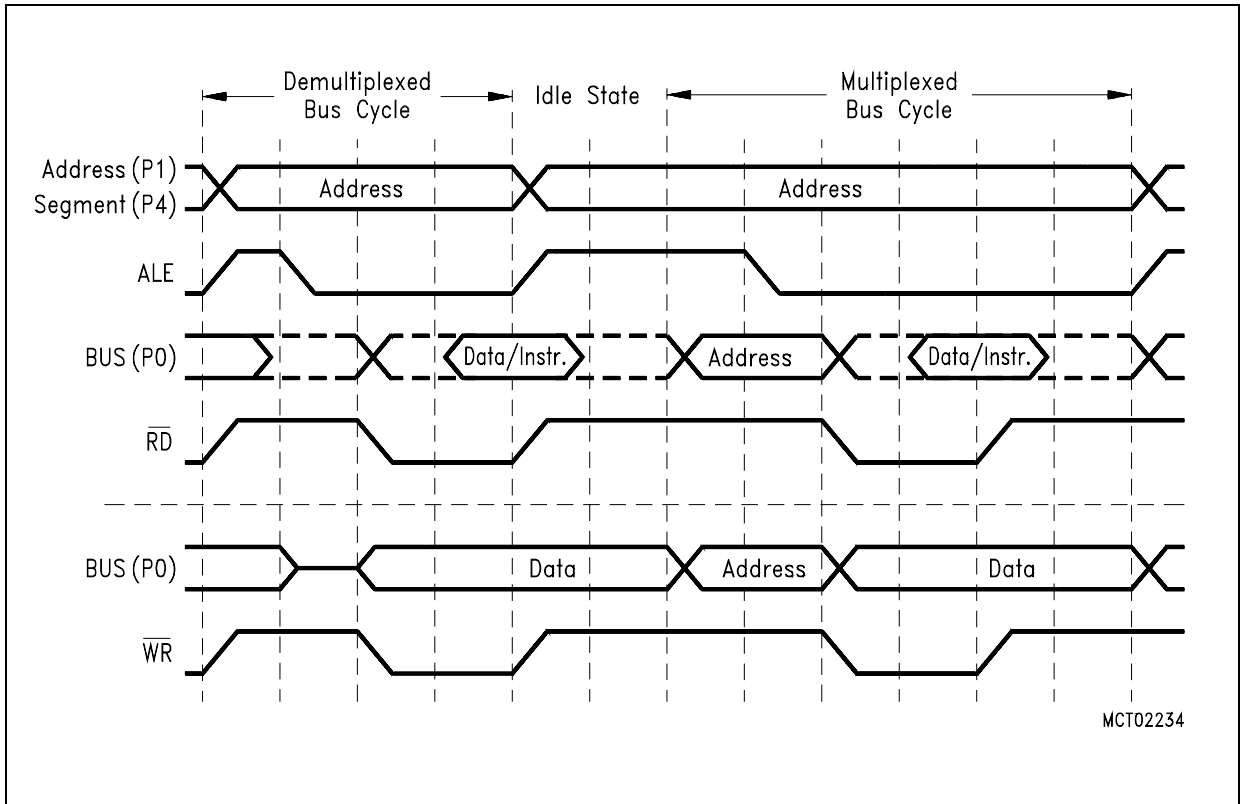 Demultiplexed
Bus Cycle
Idle State
Multiplexed
Bus Cycle
Address (P1)
Segment (P4)
Address
Address
ALE
BUS (P0)
Data/Instr.
Address
Data/Instr.
RD
BUS (P0)
Data
Address
Data
WR
MCT02234